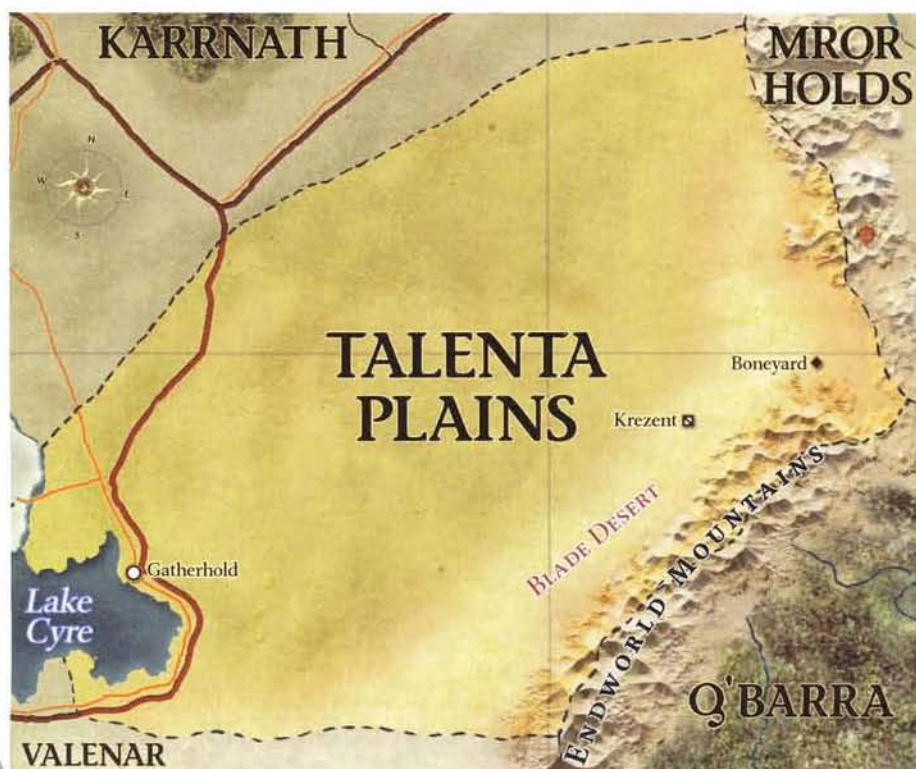 KARRNATH
MROR
HOLDS
N
W
E
S
TALENTA
PLAINS
Boneyard
Krezent
BLADE DESERT
ENDWORLD MOUNTAINS
Gatherhold
Lake
Cyre
Q'BARRA
VALENAR